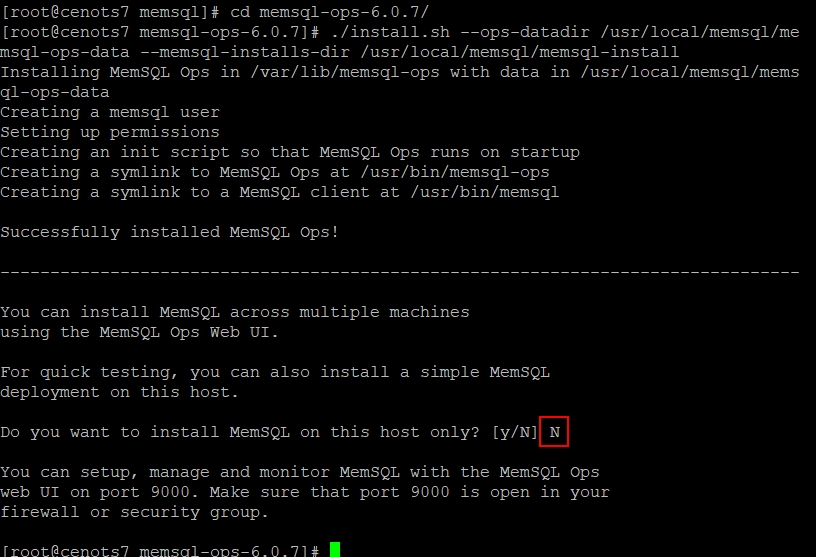 [root@cenots7 memsql]# cd memsql-ops-6.0.7/
[root@cenots7 memsql-ops-6.0.7]# ./install.sh --ops-datadir /usr/local/memsql/me
msql-ops-data --memsql-installs-dir /usr/local/memsql/memsql-install
Installing MemSQL Ops in /var/lib/memsql-ops with data in /usr/local/memsql/mems
ql-ops-data
Creating a memsql user
Setting up permissions
Creating an init script so that MemSQL Ops runs on startup
Creating a symlink to MemSQL Ops at /usr/bin/memsql-ops
Creating a symlink to a MemSQL client at /usr/bin/memsql
Successfully installed MemSQL Ops!
--------------------------------------------------------------------------------
You can install MemSQL across multiple machines
using the MemSQL Ops Web UI.
For quick testing, you can also install a simple MemSQL
deployment on this host.
Do you want to install MemSQL on this host only? [y/N] N
You can setup, manage and monitor MemSQL with the MemSQL Ops
web UI on port 9000. Make sure that port 9000 is open in your
firewall or security group.
[root@cenots7 memsql-ops-6.0.7]#